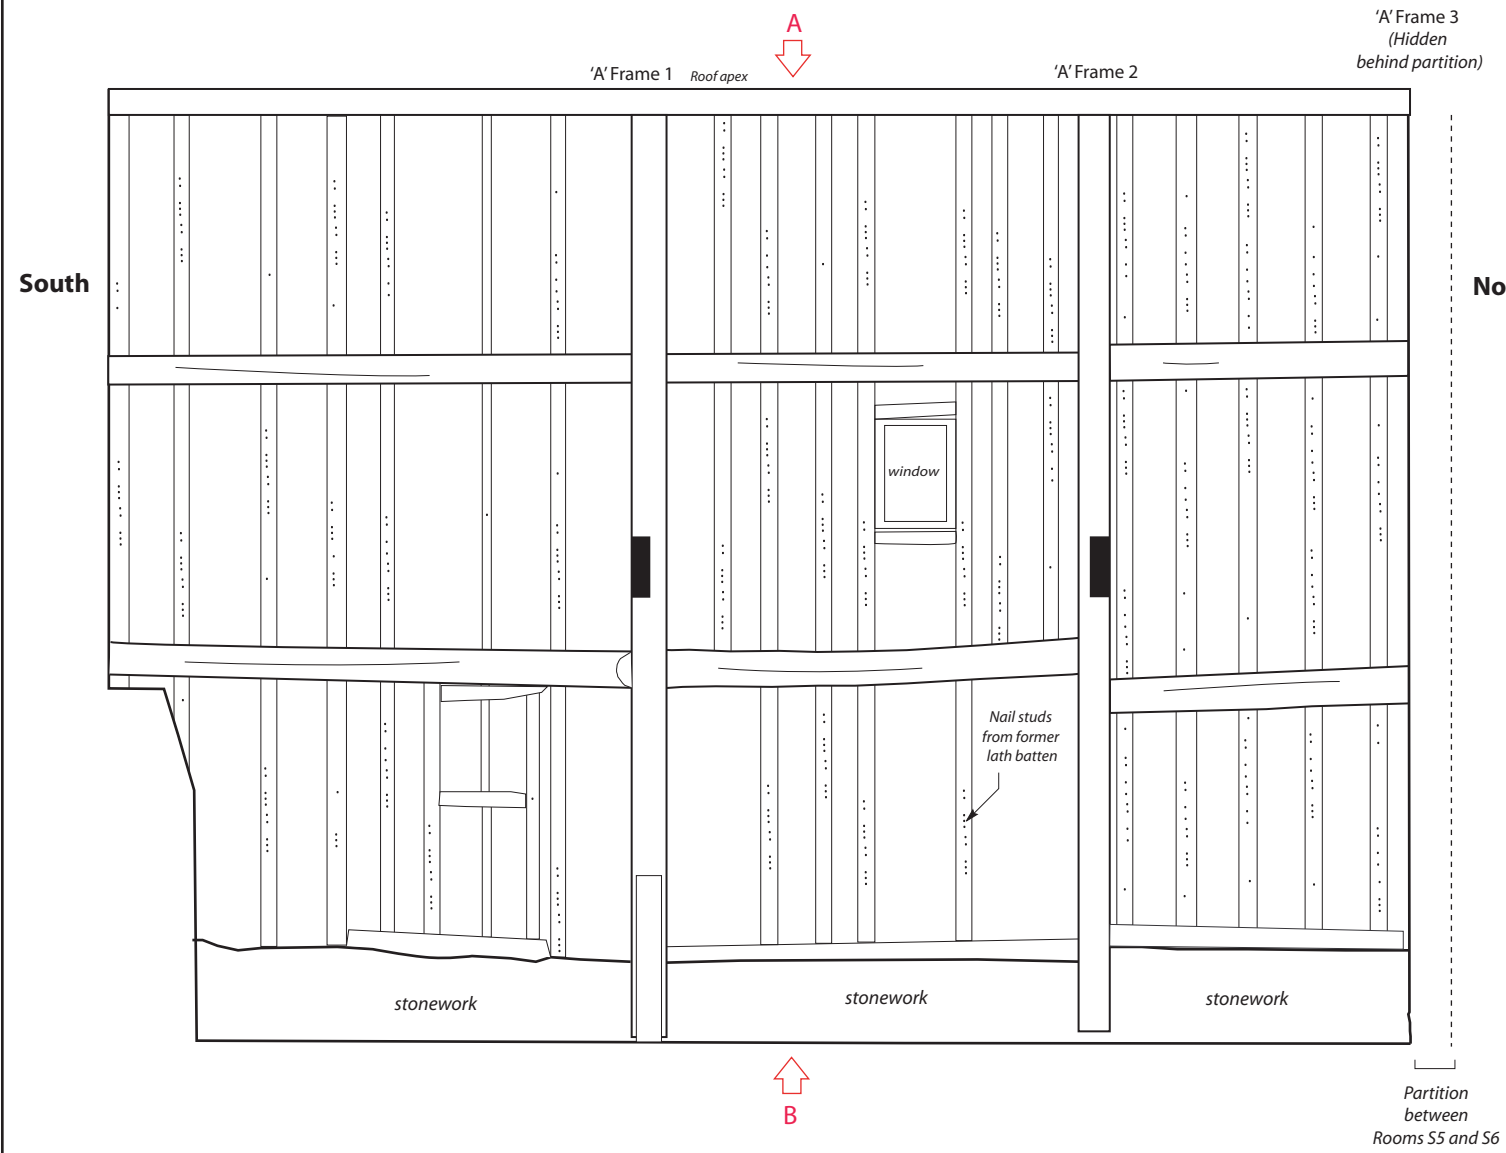 A
'A' Frame 3
(Hidden
behind partition)
'A' Frame 1
Roof apex
'A' Frame 2
South
No
window
Nail studs
from former
lath batten
stonework
stonework
stonework
B
Partition
between
Rooms S5 and S6